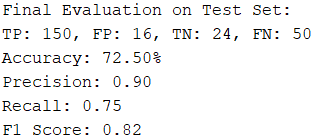 Final Evaluation on Test Set:
TP: 150, FP: 16, TN: 24, FN: 50
Accuracy: 72.50%
Precision: 0.90
Recall: 0.75
F1 Score: 0.82